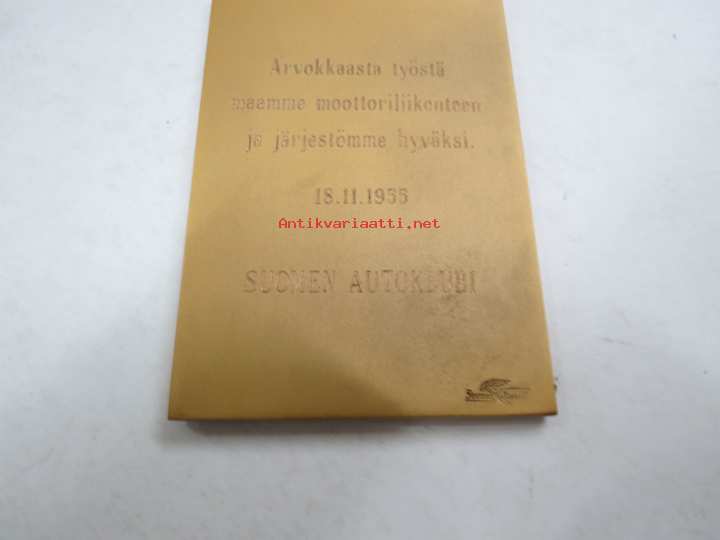 Arvokkaasta työstä
maamme moottoriliikenteen
ja järjestömme hyväksi.
18.11.1955
Antikvariaatti.net
SUOMEN AUTOKLUBI